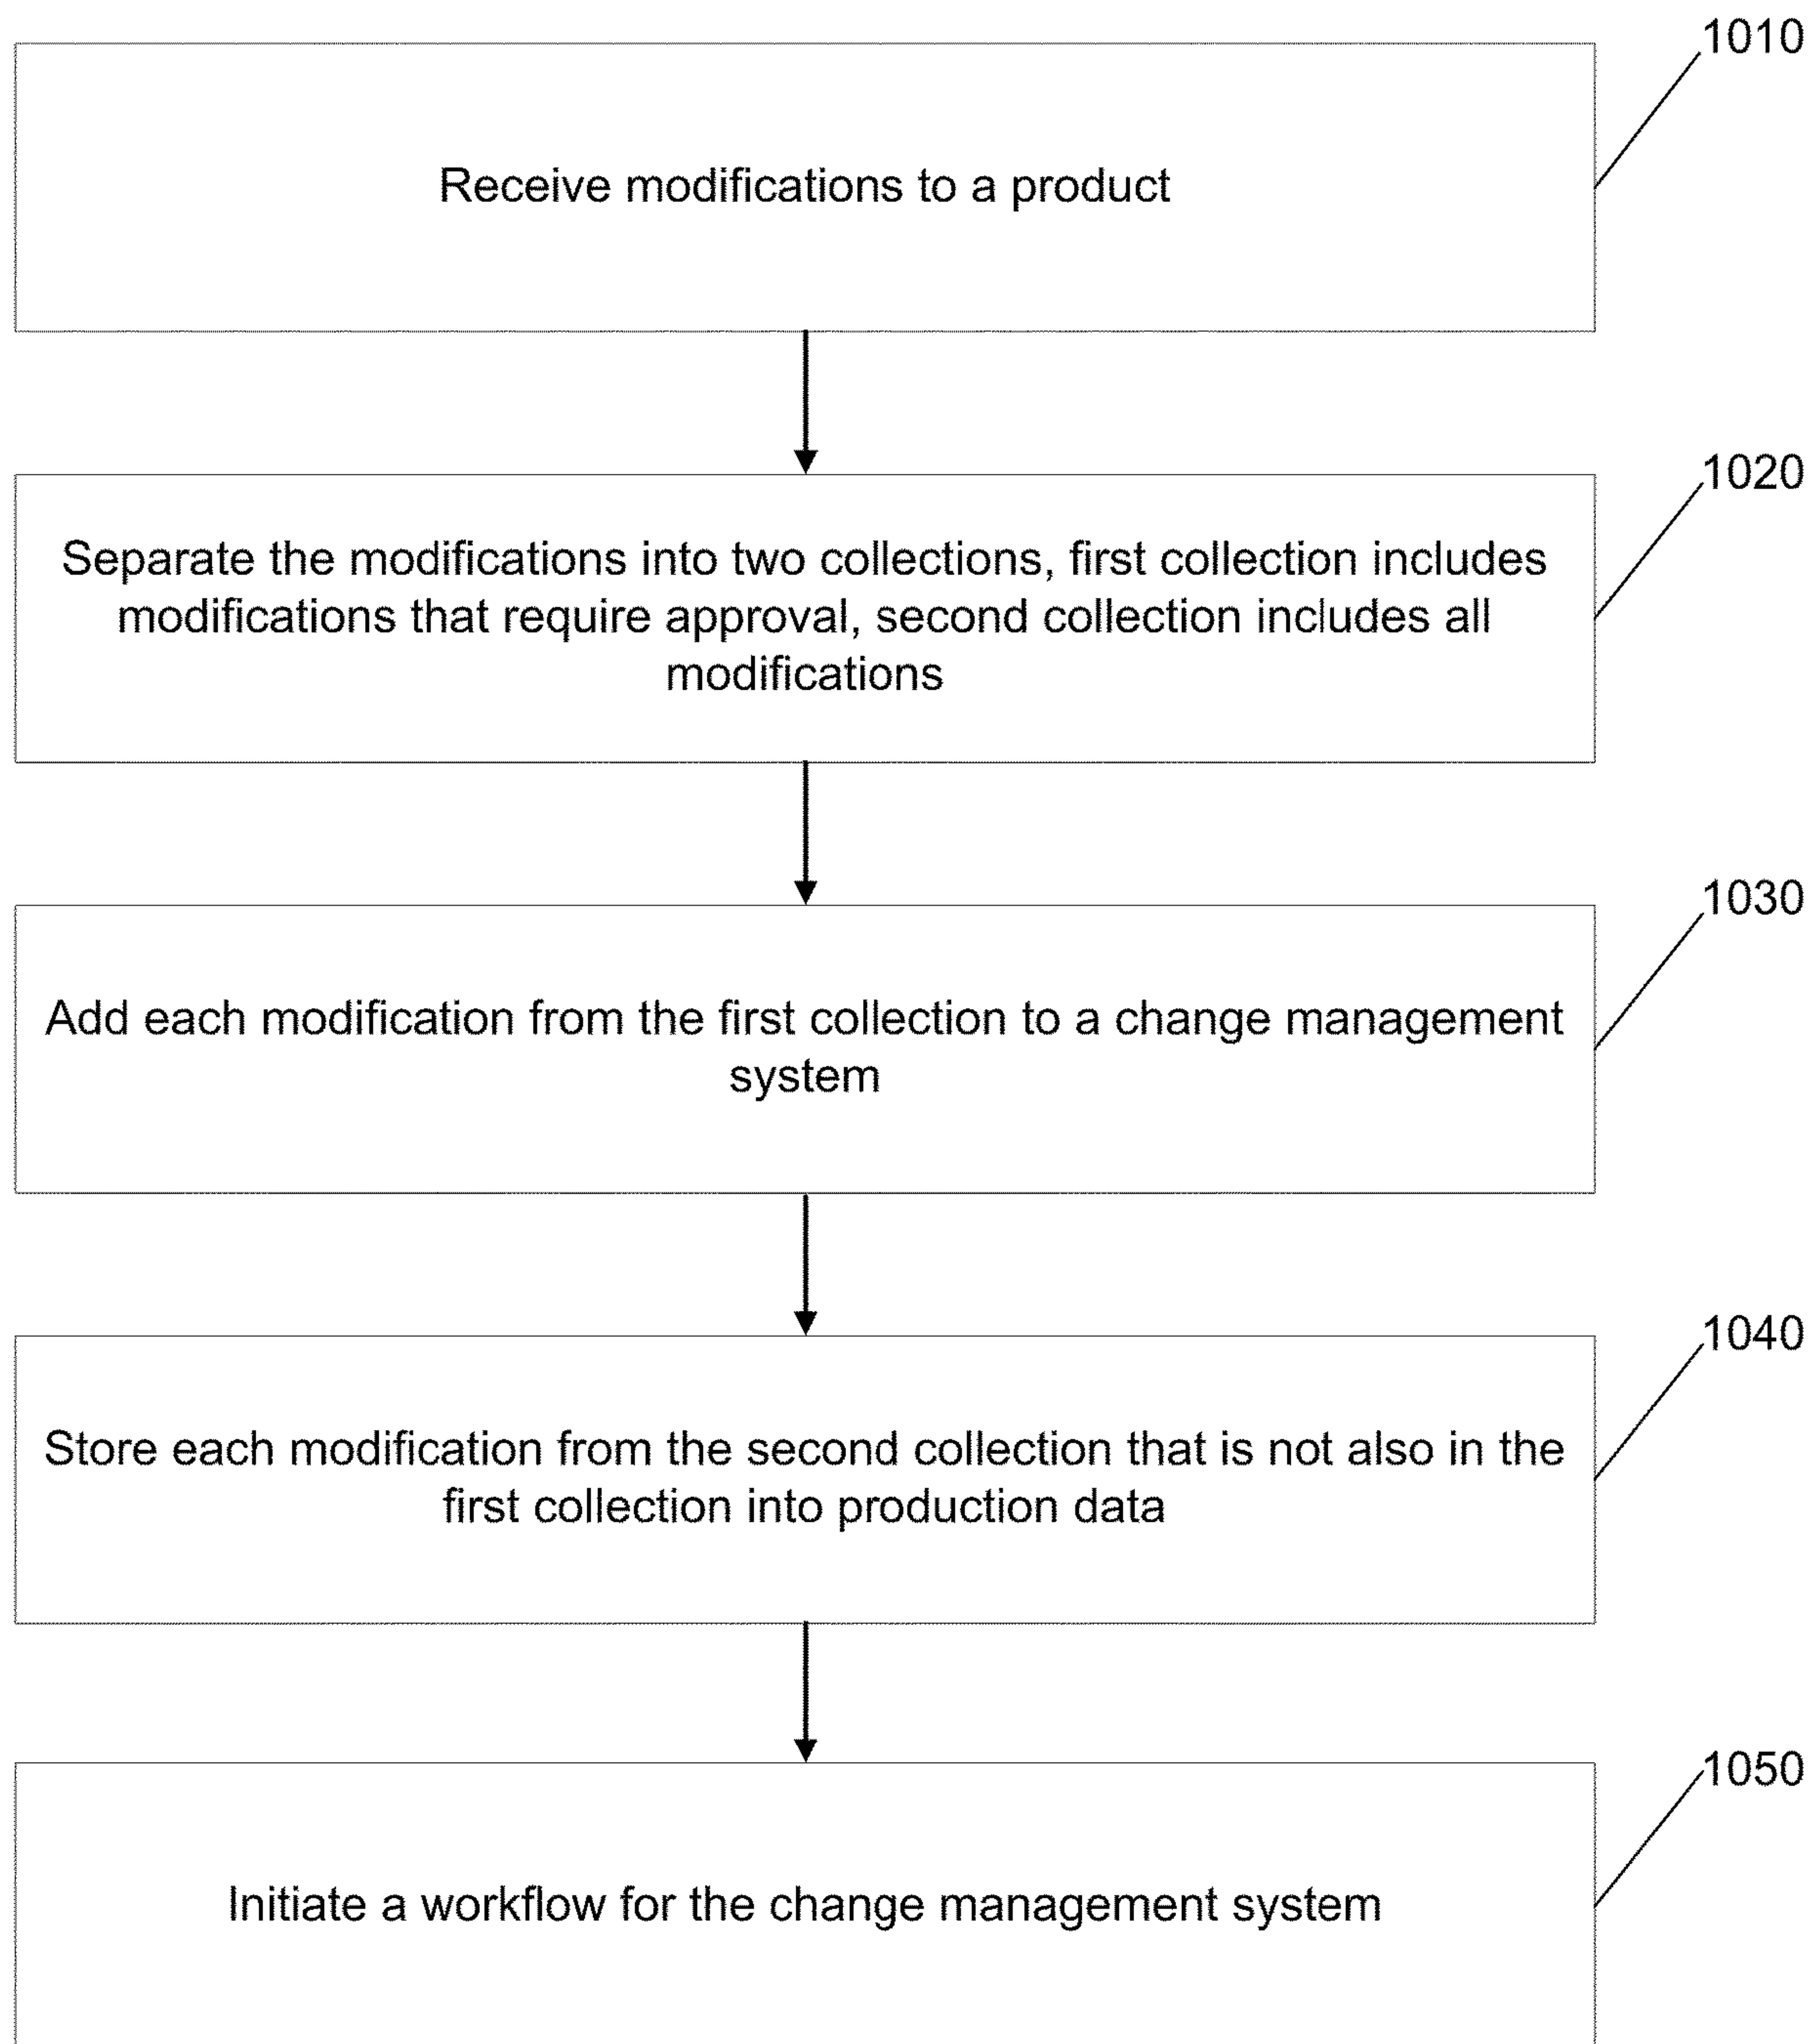 1010
Receive modifications to a product
1020
Separate the modifications into two collections, first collection includes
modifications that require approval, second collection includes all
modifications
1030
Add each modification from the first collection to a change management
system
1040
Store each modification from the second collection that is not also in the
first collection into production data
1050
Initiate a workflow for the change management system